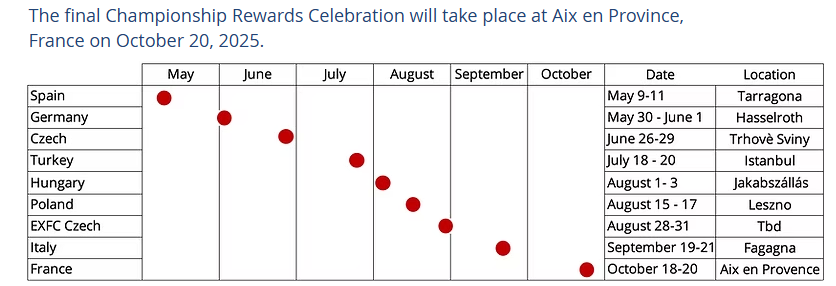 The final Championship Rewards Celebration will take place at Aix en Province,
France on October 20, 2025.
May June July August September October Date Location
Spain May 9-11 Tarragona
Germany May 30 - June 1 Hasselroth
Czech June 26-29 Trhovè Sviny
Turkey July 18 - 20 Istanbul
Hungary August 1- 3 Jakabszállás
Poland August 15 - 17 Leszno
EXFC Czech August 28-31 Tbd
Italy September 19-21 Fagagna
France October 18-20 Aix en Provence